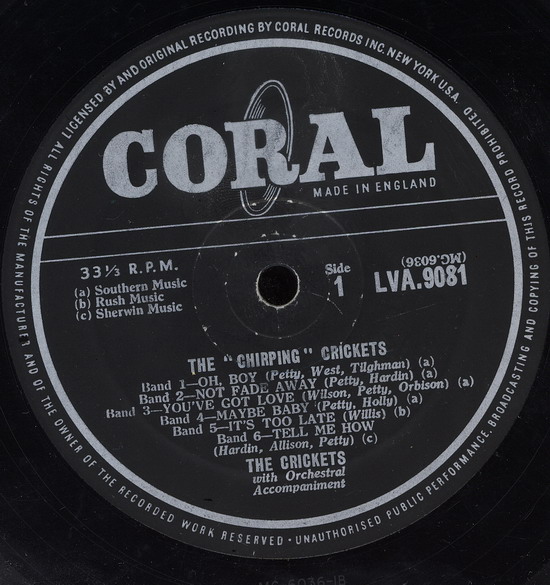 ALL RIGHTS OF THE MANUFACTURER AND OF THE OWNER OF THE RECORDED WORK RESERVED · UNAUTHORISED PUBLIC PERFORMANCE, BROADCASTING AND COPYING OF THIS RECORD PROHIBITED
LICENSED BY AND ORIGINAL RECORDING BY CORAL RECORDS INC. NEW YORK U.S.A.
CORAL
MADE IN ENGLAND
33⅓ R.P.M.
(a) Southern Music
(b) Rush Music
(c) Sherwin Music
Side
1
(MG.6036)
LVA.9081
THE "CHIRPING" CRICKETS
Band 1—OH, BOY (Petty, West, Tilghman) (a)
Band 2—NOT FADE AWAY (Petty, Hardin) (a)
Band 3—YOU'VE GOT LOVE (Wilson, Petty, Orbison) (a)
Band 4—MAYBE BABY (Petty, Holly) (a)
Band 5—IT'S TOO LATE (Willis) (b)
Band 6—TELL ME HOW
(Hardin, Allison, Petty) (c)
THE CRICKETS
with Orchestral
Accompaniment
MG 6036-1B